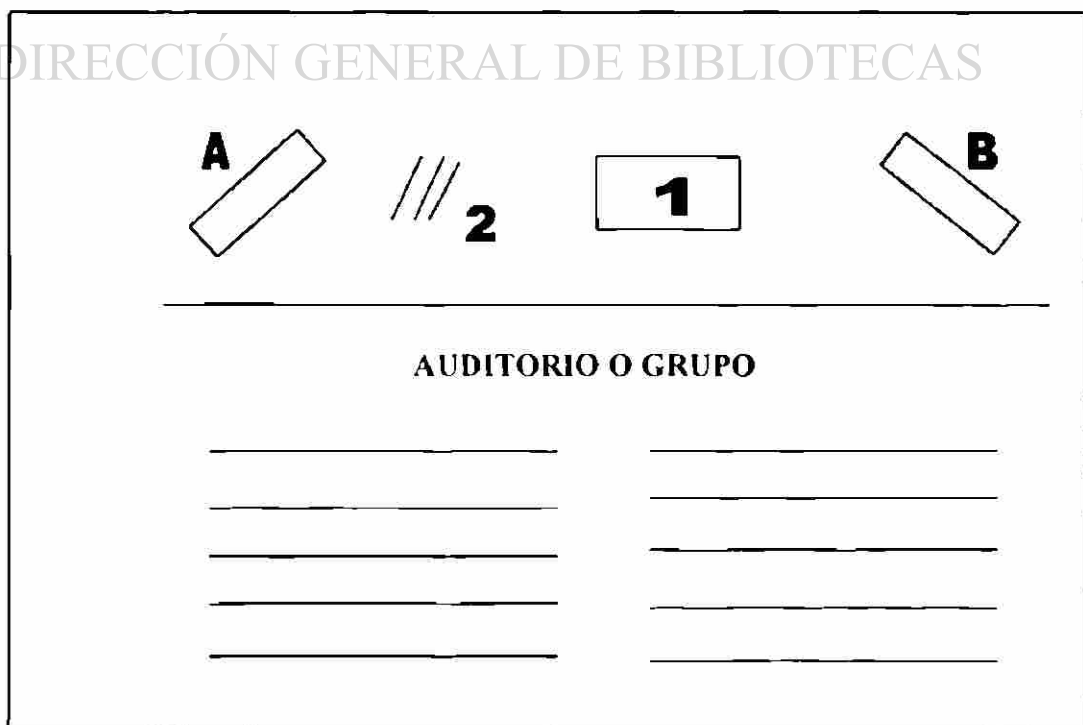 DIRECCIÓN GENERAL DE BIBLIOTECAS
A
2
1
B
AUDITORIO O GRUPO